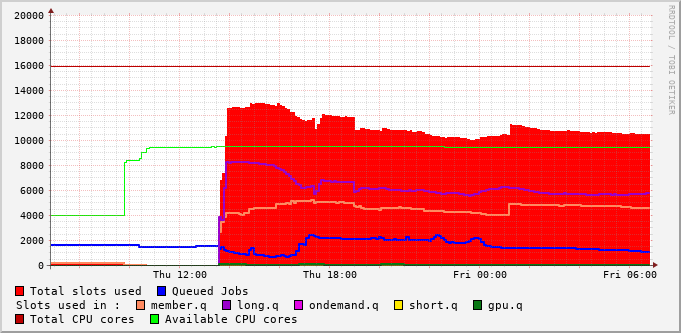 20000
18000
16000
14000
12000
10000
8000
6000
4000
2000
0
Thu 12:00 Thu 18:00 Fri 00:00 Fri 06:00
Total slots used Queued Jobs
Slots used in : member.q long.q ondemand.q short.q gpu.q
Total CPU cores Available CPU cores
RRDTOOL / TOBI OETIKER